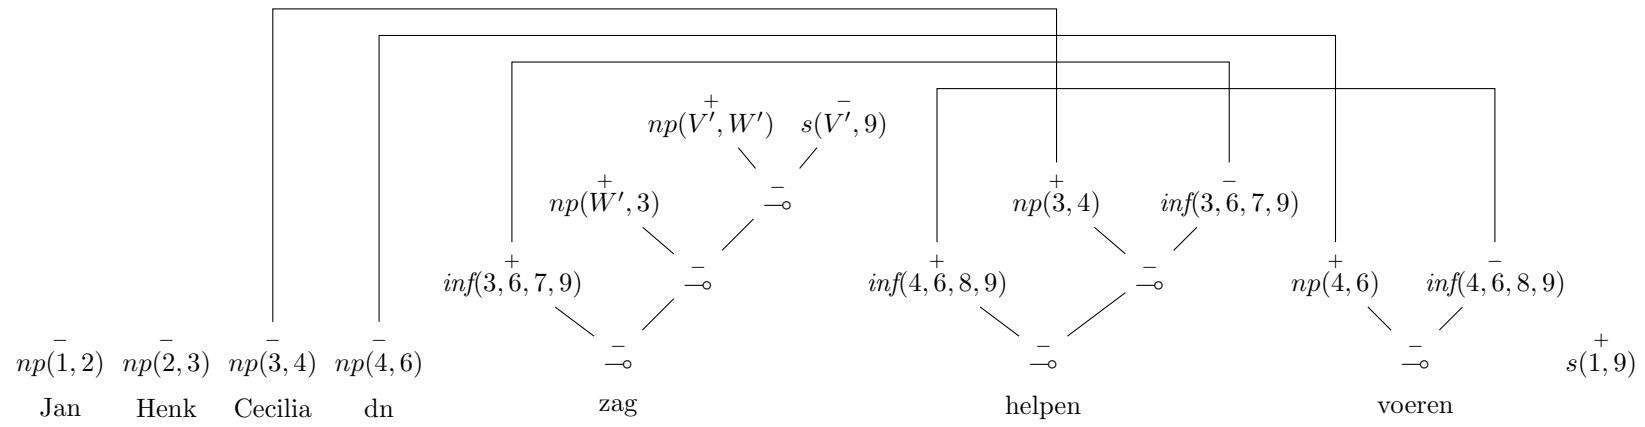 + −
np(V′, W′) s(V′, 9)
+ − + −
np(W′, 3) ⊸ np(3, 4) inf(3, 6, 7, 9)
+ − + − + −
inf(3, 6, 7, 9) ⊸ inf(4, 6, 8, 9) ⊸ np(4, 6) inf(4, 6, 8, 9)
− − − − − − − +
np(1, 2) np(2, 3) np(3, 4) np(4, 6) ⊸ ⊸ ⊸ s(1, 9)
Jan Henk Cecilia dn zag helpen voeren